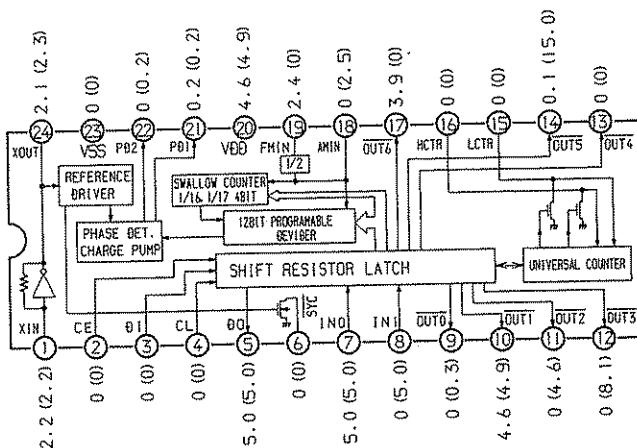 2.1 (2.3)
0 (0)
0 (0.2)
0.2 (0.2)
4.6 (4.9)
2.4 (0)
0 (2.5)
3.9 (0)
0 (0)
0 (0)
0.1 (15.0)
0 (0)
24 23 22 21 20 19 18 17 16 15 14 13
XOUT VSS PD2 PD1 VDD FMIN AMIN OUT6 HCTR LCTR OUT5 OUT4
1/2
REFERENCE
DRIVER
SWALLOW COUNTER
1/16 1/17 4BIT
PHASE DET.
CHARGE PUMP
12BIT PROGRAMABLE
DEVIDER
SHIFT RESISTOR LATCH
UNIVERSAL COUNTER
SYC
XIN CE DI CL DO IN0 IN1 OUT0 OUT1 OUT2 OUT3
1 2 3 4 5 6 7 8 9 10 11 12
2.2 (2.2)
0 (0)
0 (0)
0 (0)
5.0 (5.0)
0 (0)
5.0 (5.0)
0 (5.0)
0 (0.3)
4.6 (4.9)
0 (4.6)
0 (8.1)